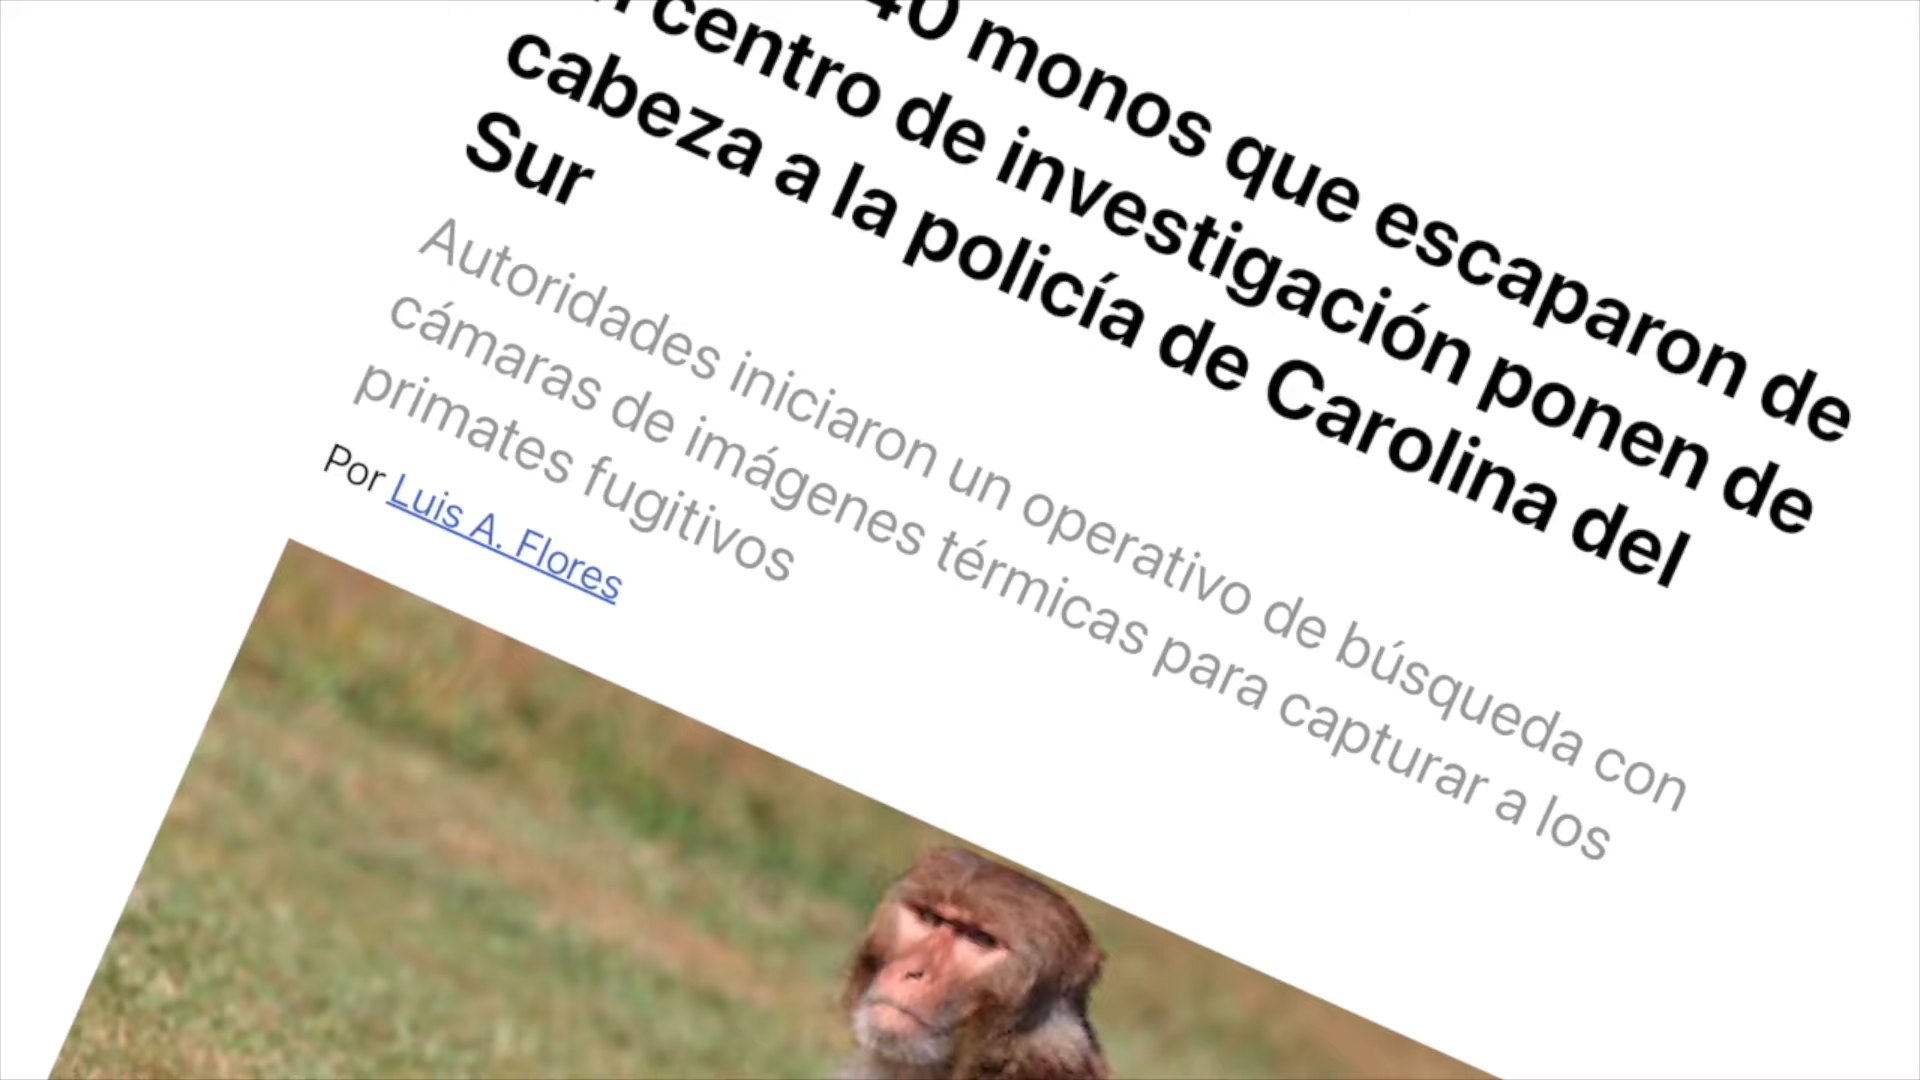 40 monos que escaparon de
centro de investigación ponen de
cabeza a la policía de Carolina del
Sur
Autoridades iniciaron un operativo de búsqueda con
cámaras de imágenes térmicas para capturar a los
primates fugitivos
Por Luis A. Flores